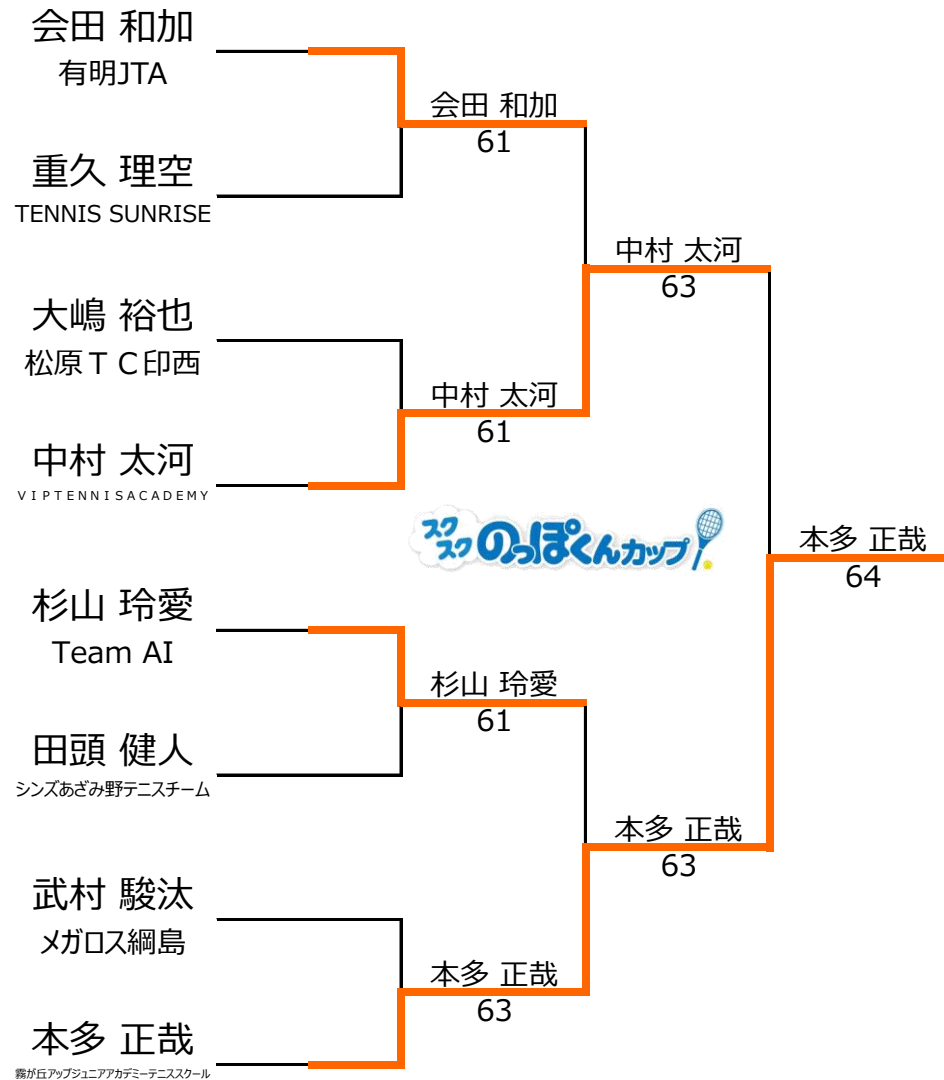 会田 和加
有明JTA
会田 和加
61
重久 理空
TENNIS SUNRISE
中村 太河
63
大嶋 裕也
松原ＴＣ印西
中村 太河
61
中村 太河
ＶＩＰＴＥＮＮＩＳＡＣＡＤＥＭＹ
スクスク のっぽくんカップ
本多 正哉
64
杉山 玲愛
Team AI
杉山 玲愛
61
田頭 健人
シンズあざみ野テニスチーム
本多 正哉
63
武村 駿汰
メガロス綱島
本多 正哉
63
本多 正哉
霧が丘アップジュニアアカデミーテニススクール